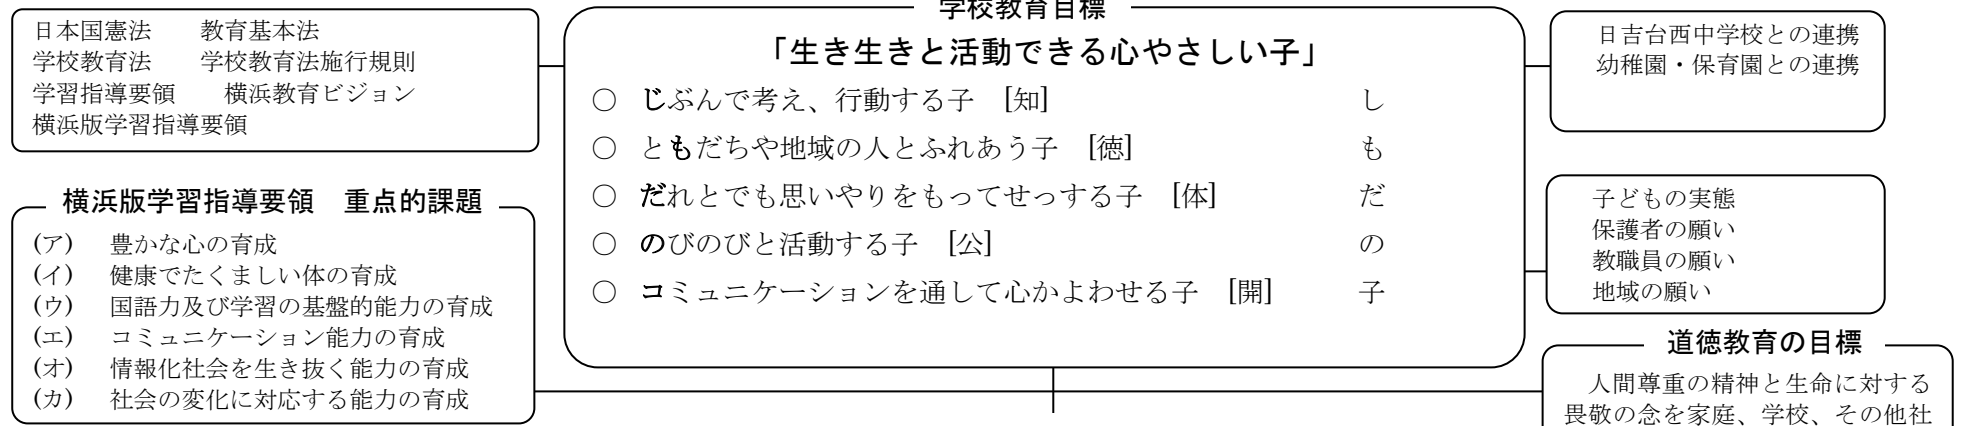 日本国憲法　　教育基本法
学校教育法　　学校教育法施行規則
学習指導要領　　横浜教育ビジョン
横浜版学習指導要領
横浜版学習指導要領　重点的課題
(ア)　豊かな心の育成
(イ)　健康でたくましい体の育成
(ウ)　国語力及び学習の基盤的能力の育成
(エ)　コミュニケーション能力の育成
(オ)　情報化社会を生き抜く能力の育成
(カ)　社会の変化に対応する能力の育成
学校教育目標
「生き生きと活動できる心やさしい子」
○　じぶんで考え、行動する子　[知]　し
○　ともだちや地域の人とふれあう子　[徳]　も
○　だれとでも思いやりをもってせっする子　[体]　だ
○　のびのびと活動する子　[公]　の
○　コミュニケーションを通して心かよわせる子　[開]　子
日吉台西中学校との連携
幼稚園・保育園との連携
子どもの実態
保護者の願い
教職員の願い
地域の願い
道徳教育の目標
人間尊重の精神と生命に対する
畏敬の念を家庭、学校、その他社